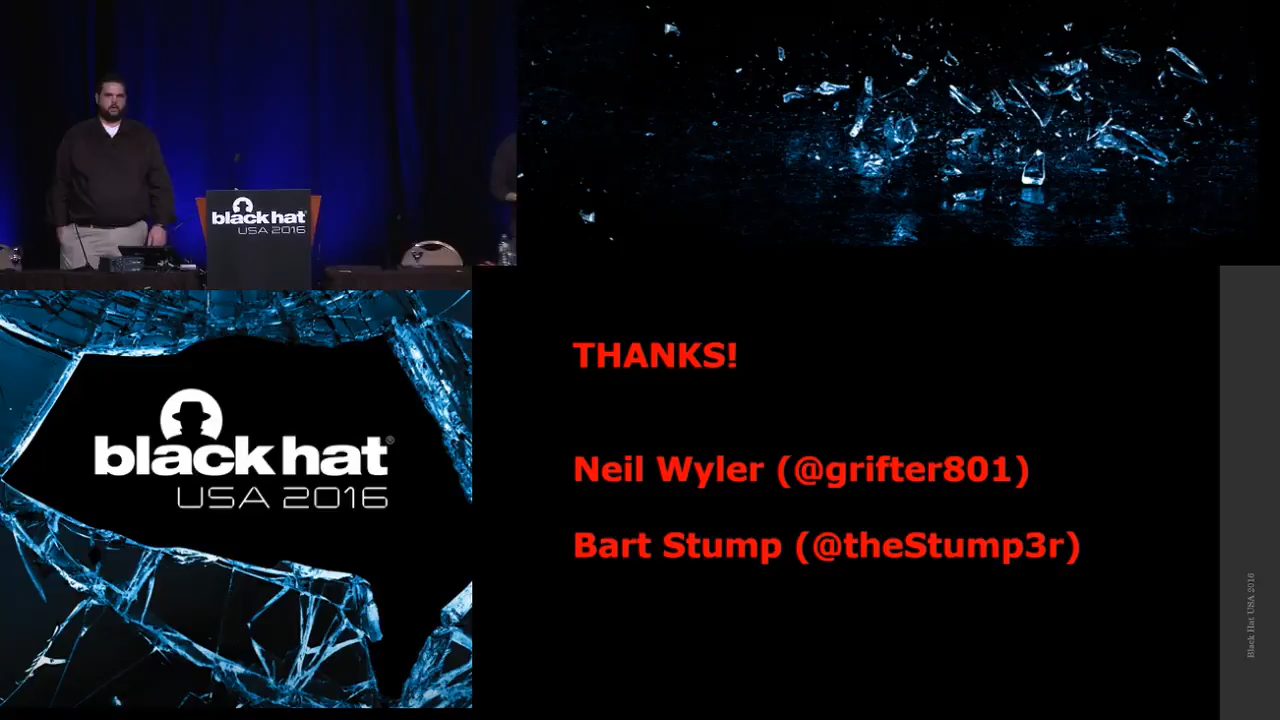 black hat
USA 2016
black hat®
USA 2016
THANKS!
Neil Wyler (@grifter801)
Bart Stump (@theStump3r)
Black Hat USA 2016